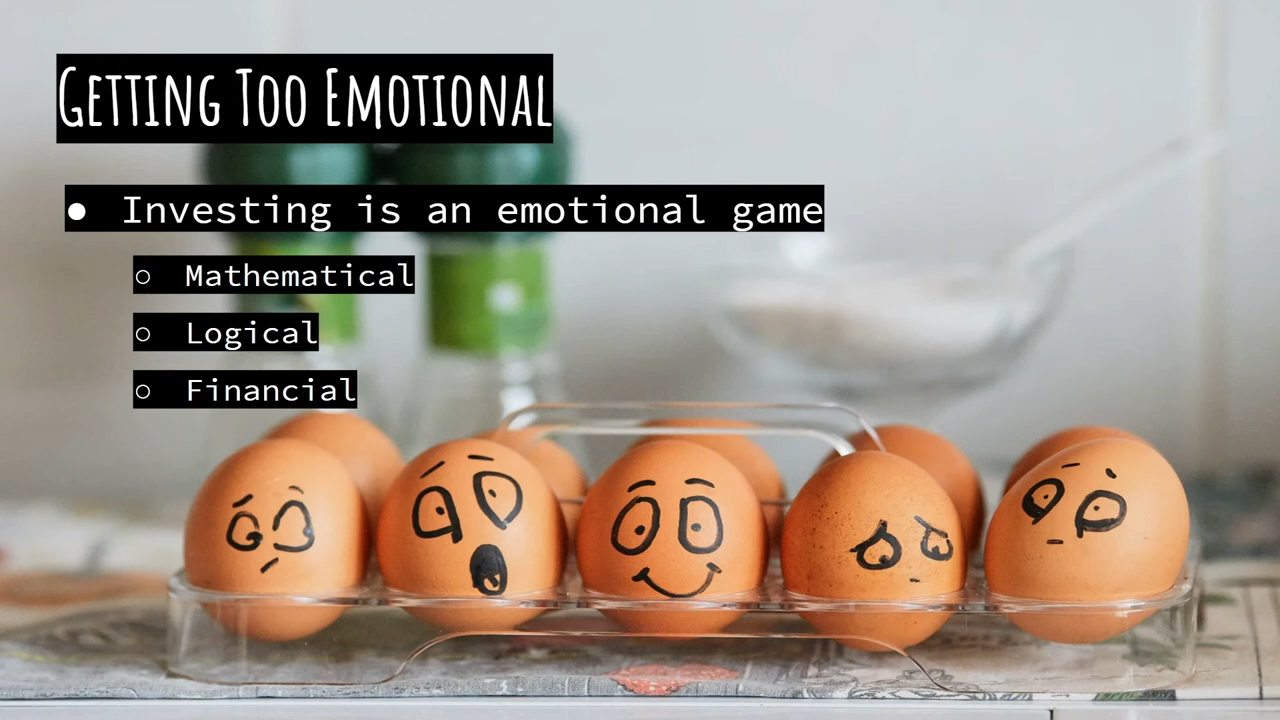 Getting Too Emotional
● Investing is an emotional game
○ Mathematical
○ Logical
○ Financial